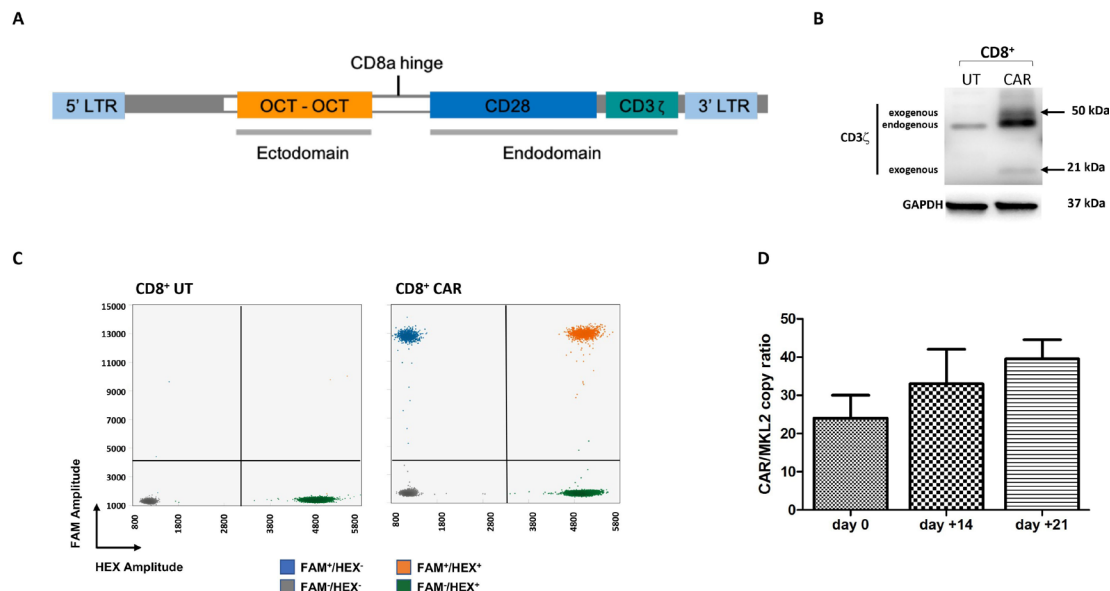 A
CD8a hinge
5' LTR
OCT - OCT
CD28
CD3ζ
3' LTR
Ectodomain
Endodomain
B
CD8⁺
UT
CAR
CD3ζ
exogenous
endogenous
exogenous
50 kDa
21 kDa
GAPDH
37 kDa
C
CD8⁺ UT
CD8⁺ CAR
15000
13000
11000
9000
7000
5000
3000
1000
FAM Amplitude
800
1800
2800
3800
4800
5800
800
1800
2800
3800
4800
5800
HEX Amplitude
FAM⁺/HEX⁻
FAM⁺/HEX⁺
FAM⁻/HEX⁻
FAM⁻/HEX⁺
D
CAR/MKL2 copy ratio
50
40
30
20
10
0
day 0
day +14
day +21